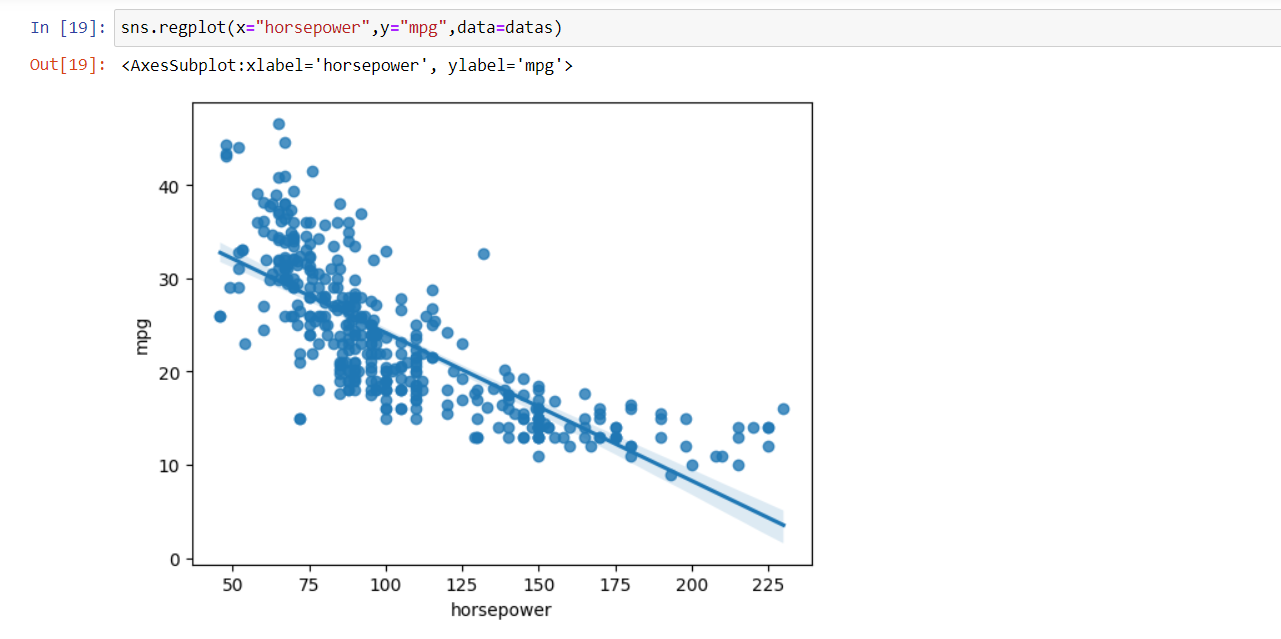 In [19]: sns.regplot(x="horsepower",y="mpg",data=datas)
Out[19]: <AxesSubplot:xlabel='horsepower', ylabel='mpg'>
40
30
mpg
20
10
0
50 75 100 125 150 175 200 225
horsepower